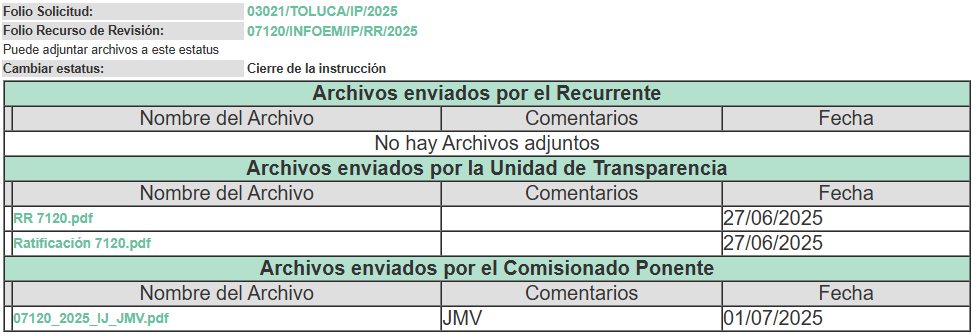 Folio Solicitud: 03021/TOLUCA/IP/2025
Folio Recurso de Revisión: 07120/INFOEM/IP/RR/2025
Puede adjuntar archivos a este estatus
Cambiar estatus: Cierre de la instrucción
Archivos enviados por el Recurrente
Nombre del Archivo Comentarios Fecha
No hay Archivos adjuntos
Archivos enviados por la Unidad de Transparencia
Nombre del Archivo Comentarios Fecha
RR 7120.pdf 27/06/2025
Ratificación 7120.pdf 27/06/2025
Archivos enviados por el Comisionado Ponente
Nombre del Archivo Comentarios Fecha
07120_2025_IJ_JMV.pdf JMV 01/07/2025